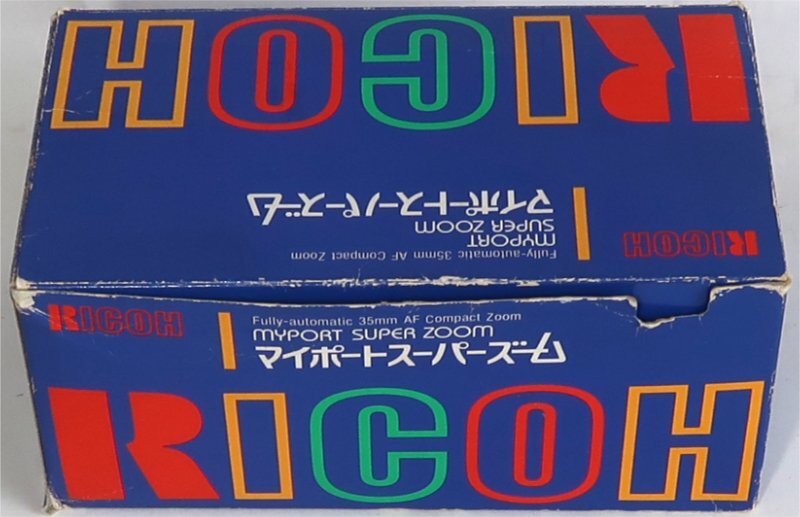 RICOH
Fully-automatic 35mm AF Compact Zoom
MYPORT
SUPER ZOOM
マイポートスーパーズーム
RICOH
RICOH
Fully-automatic 35mm AF Compact Zoom
MYPORT SUPER ZOOM
マイポートスーパーズーム
RICOH